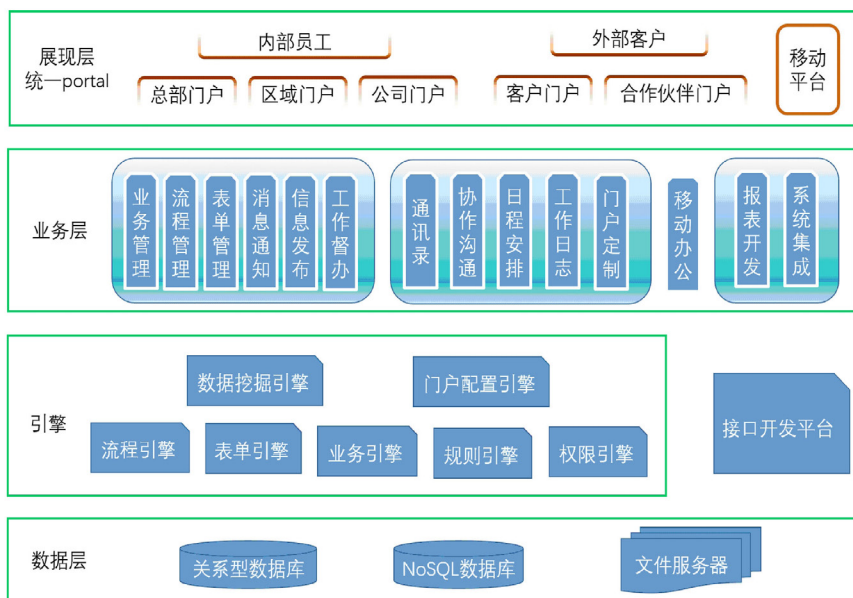 展现层
统一portal
内部员工
外部客户
移动
平台
总部门户
区域门户
公司门户
客户门户
合作伙伴门户
业务层
业务管理
流程管理
表单管理
消息通知
信息发布
工作督办
通讯录
协作沟通
日程安排
工作日志
门户定制
移动办公
报表开发
系统集成
引擎
数据挖掘引擎
门户配置引擎
流程引擎
表单引擎
业务引擎
规则引擎
权限引擎
接口开发平台
数据层
关系型数据库
NoSQL数据库
文件服务器